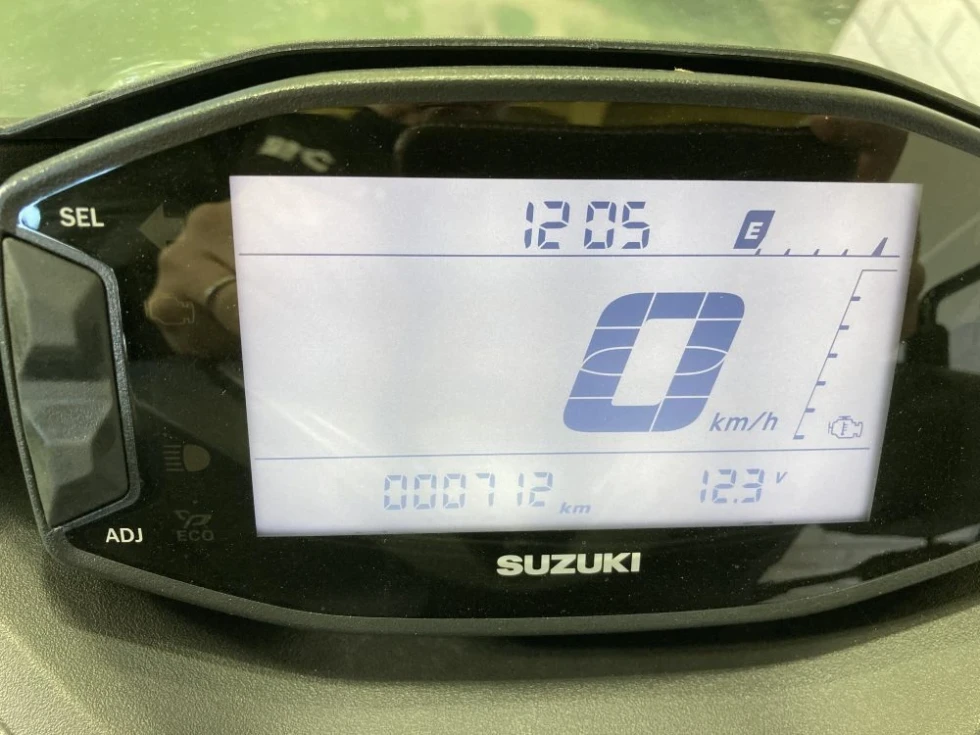 SEL
12 05
E
0 km/h
000712 km 12.3 V
ADJ
ECO
SUZUKI